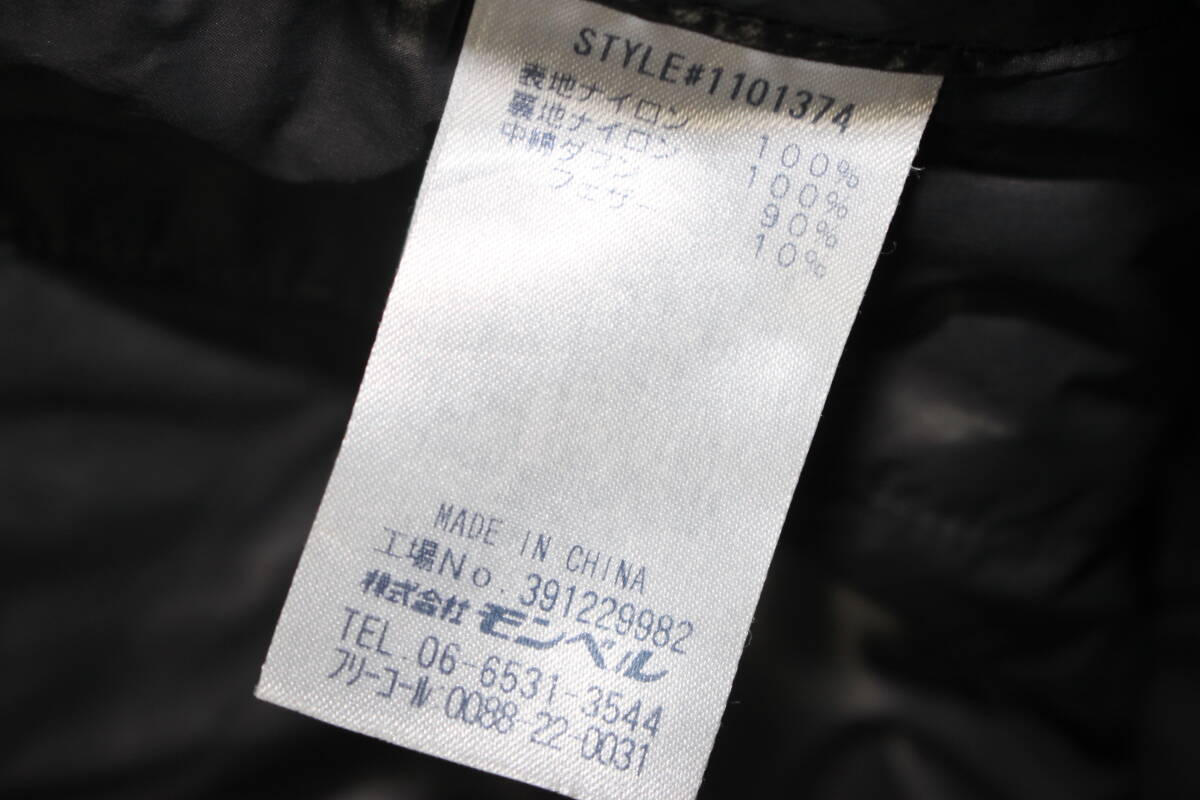 STYLE#1101374
表地ナイロン 100%
裏地ナイロン 100%
中綿ダウン 90%
フェザー 10%
MADE IN CHINA
工場No.391229982
株式会社モンベル
TEL.06-6531-3544
フリーコール0088-22-0031